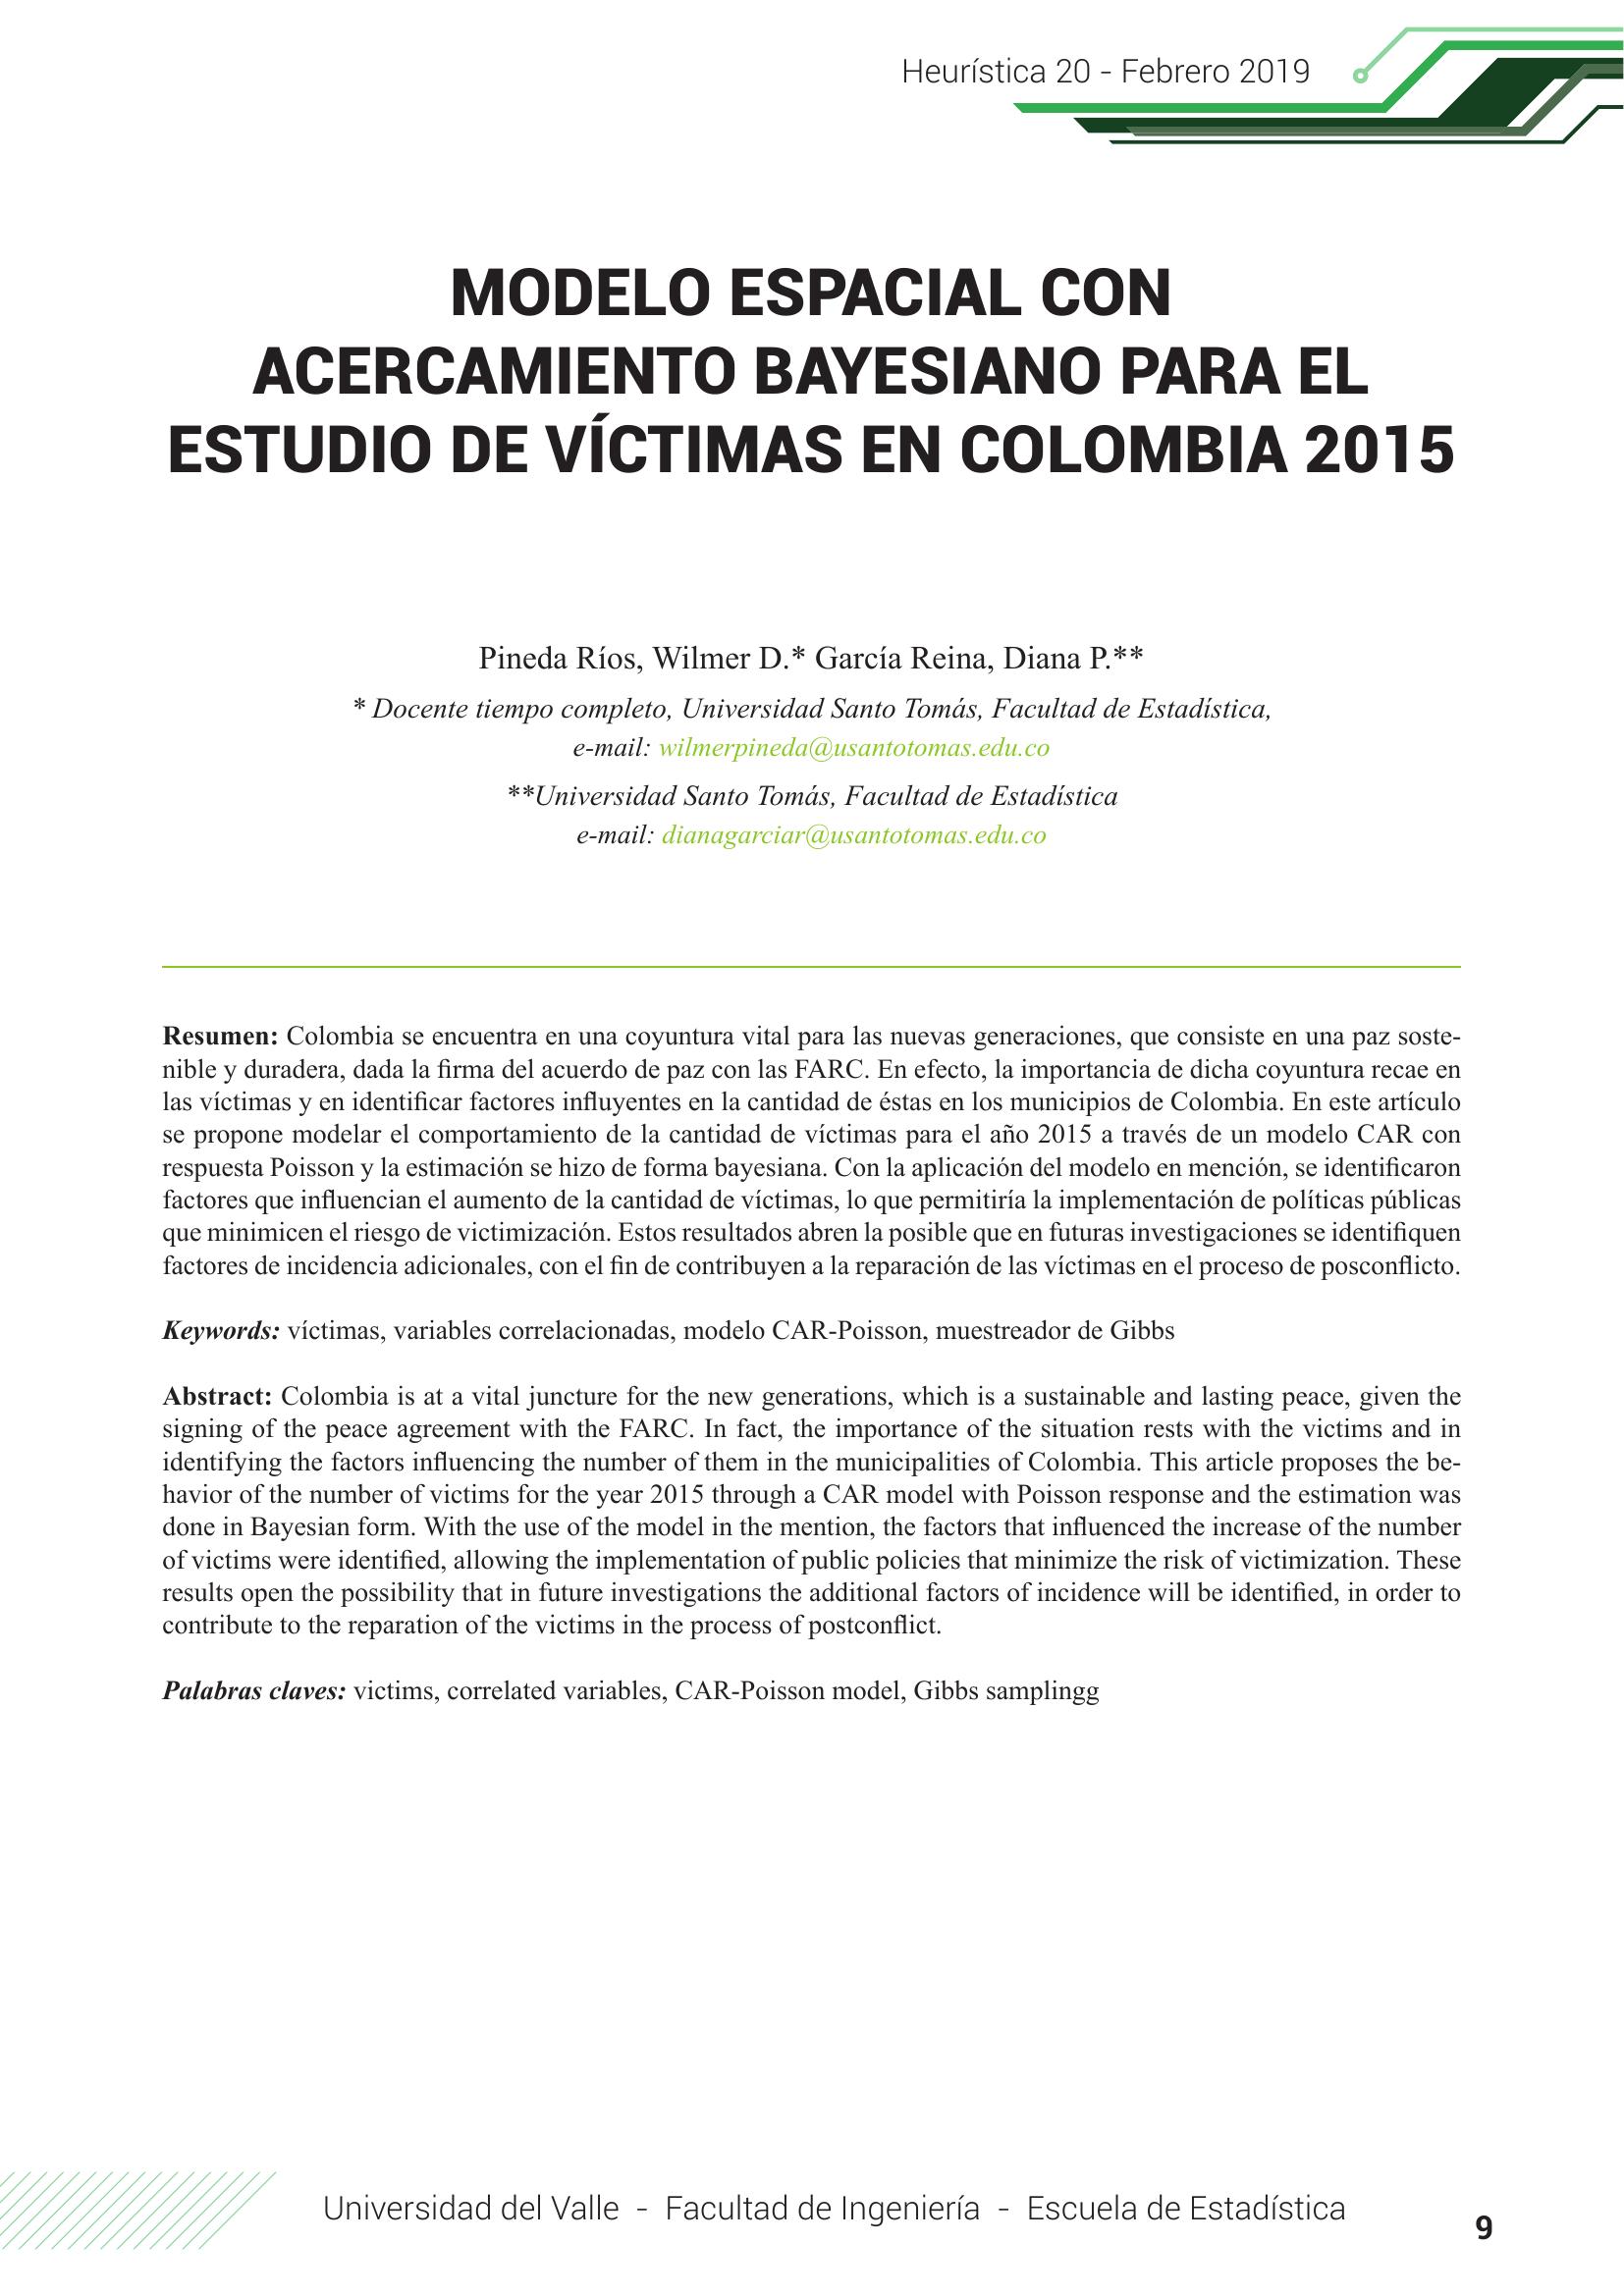 Heurística 20 - Febrero 2019
MODELO ESPACIAL CON
ACERCAMIENTO BAYESIANO PARA EL
ESTUDIO DE VÍCTIMAS EN COLOMBIA 2015
Pineda Ríos, Wilmer D.* García Reina, Diana P.**
* Docente tiempo completo, Universidad Santo Tomás, Facultad de Estadística,
e-mail: wilmerpineda@usantotomas.edu.co
**Universidad Santo Tomás, Facultad de Estadística
e-mail: dianagarciar@usantotomas.edu.co
Resumen: Colombia se encuentra en una coyuntura vital para las nuevas generaciones, que consiste en una paz soste-
nible y duradera, dada la firma del acuerdo de paz con las FARC. En efecto, la importancia de dicha coyuntura recae en
las víctimas y en identificar factores influyentes en la cantidad de éstas en los municipios de Colombia. En este artículo
se propone modelar el comportamiento de la cantidad de víctimas para el año 2015 a través de un modelo CAR con
respuesta Poisson y la estimación se hizo de forma bayesiana. Con la aplicación del modelo en mención, se identificaron
factores que influencian el aumento de la cantidad de víctimas, lo que permitiría la implementación de políticas públicas
que minimicen el riesgo de victimización. Estos resultados abren la posible que en futuras investigaciones se identifiquen
factores de incidencia adicionales, con el fin de contribuyen a la reparación de las víctimas en el proceso de posconflicto.
Keywords: víctimas, variables correlacionadas, modelo CAR-Poisson, muestreador de Gibbs
Abstract: Colombia is at a vital juncture for the new generations, which is a sustainable and lasting peace, given the
signing of the peace agreement with the FARC. In fact, the importance of the situation rests with the victims and in
identifying the factors influencing the number of them in the municipalities of Colombia. This article proposes the be-
havior of the number of victims for the year 2015 through a CAR model with Poisson response and the estimation was
done in Bayesian form. With the use of the model in the mention, the factors that influenced the increase of the number
of victims were identified, allowing the implementation of public policies that minimize the risk of victimization. These
results open the possibility that in future investigations the additional factors of incidence will be identified, in order to
contribute to the reparation of the victims in the process of postconflict.
Palabras claves: victims, correlated variables, CAR-Poisson model, Gibbs samplingg
Universidad del Valle - Facultad de Ingeniería - Escuela de Estadística
9